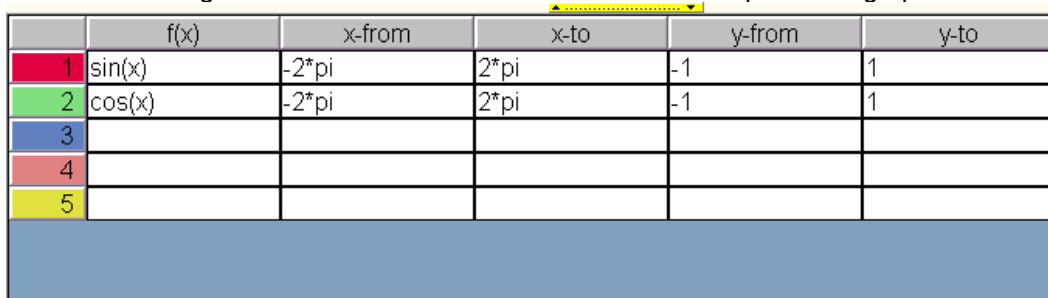 f(x) x-from x-to y-from y-to
1 sin(x) -2*pi 2*pi -1 1
2 cos(x) -2*pi 2*pi -1 1
3
4
5